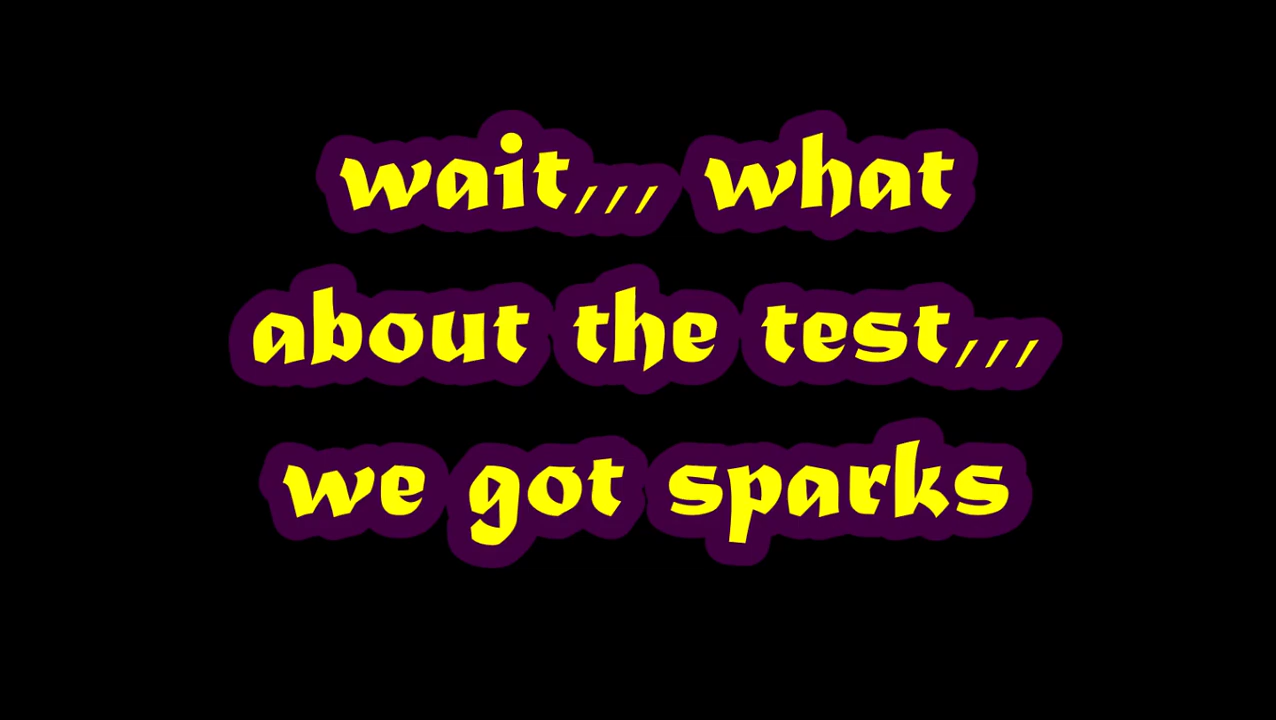 wait,,, what
about the test,,,
we got sparks